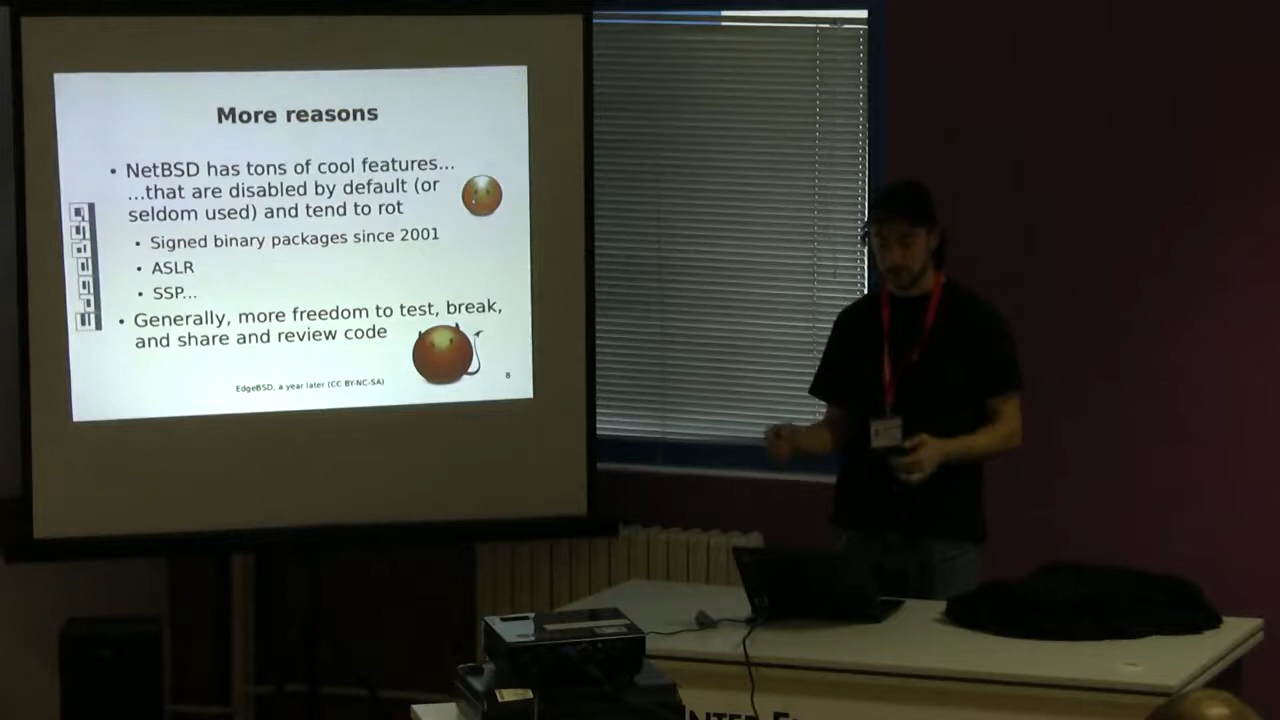 More reasons
• NetBSD has tons of cool features...
...that are disabled by default (or
seldom used) and tend to rot
• Signed binary packages since 2001
• ASLR
• SSP...
• Generally, more freedom to test, break,
and share and review code
EdgeBSD, a year later (CC BY-NC-SA)
8